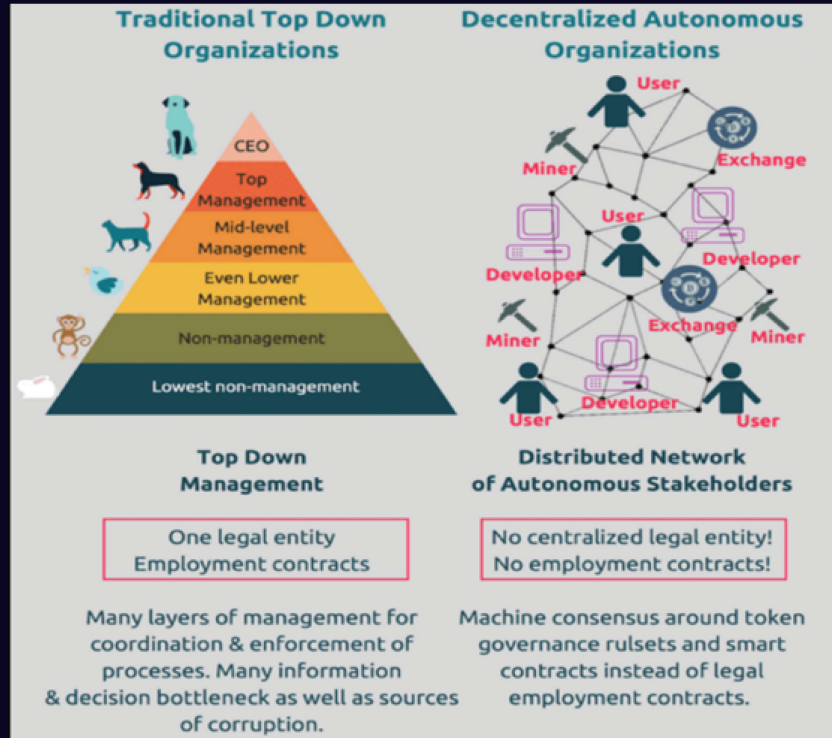 Traditional Top Down
Organizations
CEO
Top
Management
Mid-level
Management
Even Lower
Management
Non-management
Lowest non-management
Top Down
Management
One legal entity
Employment contracts
Many layers of management for
coordination & enforcement of
processes. Many information
& decision bottleneck as well as sources
of corruption.
Decentralized Autonomous
Organizations
User
Exchange
Miner
User
Developer
Developer
Exchange
Miner
Miner
User
Developer
User
Distributed Network
of Autonomous Stakeholders
No centralized legal entity!
No employment contracts!
Machine consensus around token
governance rulsets and smart
contracts instead of legal
employment contracts.